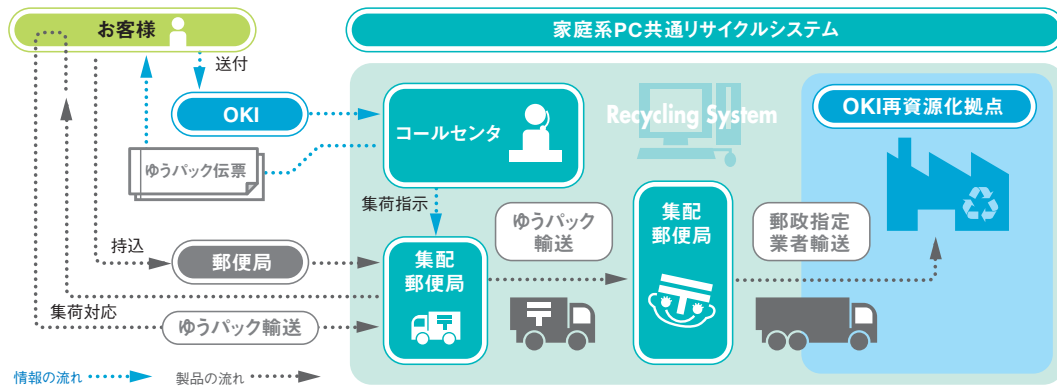 お客様
家庭系PC共通リサイクルシステム
送付
OKI
コールセンタ
Recycling System
OKI再資源化拠点
ゆうパック伝票
集荷指示
ゆうパック
輸送
集配
郵便局
郵政指定
業者輸送
持込
郵便局
集配
郵便局
集荷対応
ゆうパック輸送
情報の流れ
製品の流れ